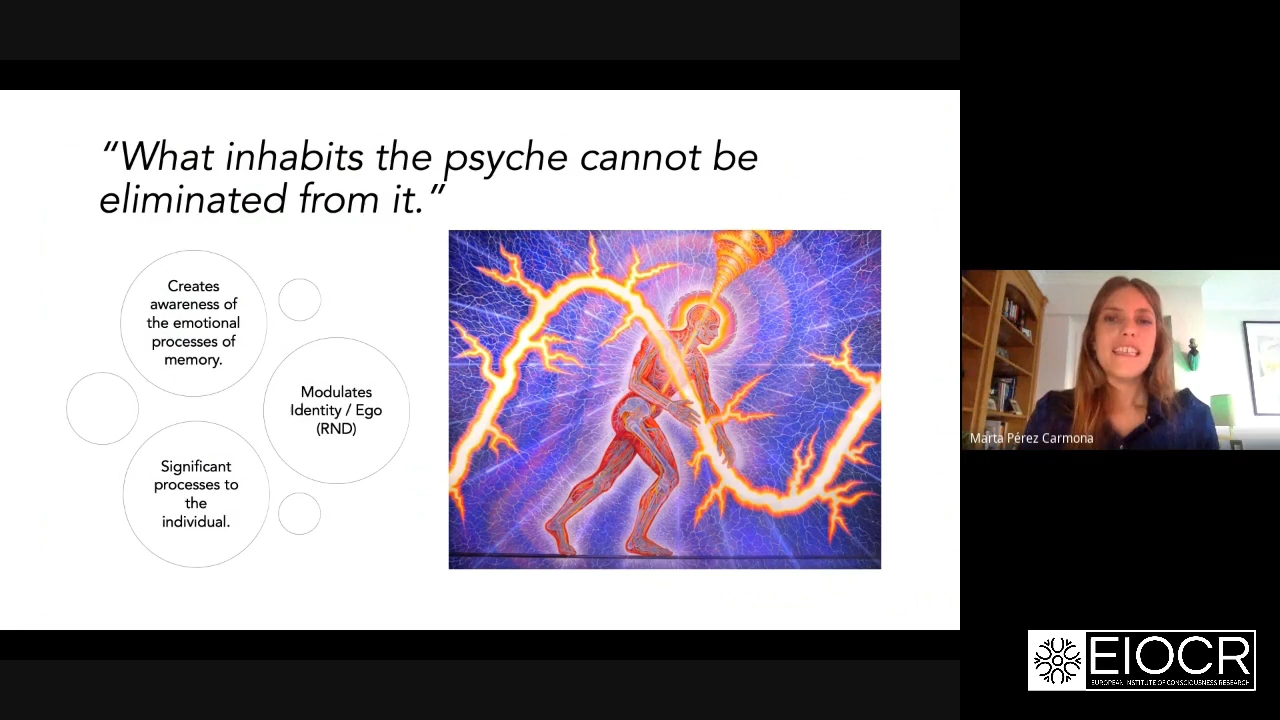 “What inhabits the psyche cannot be
eliminated from it.”
Creates
awareness of
the emotional
processes of
memory.
Modulates
Identity / Ego
(RND)
Significant
processes to
the
individual.
Marta Pérez Carmona
EIOCR
EUROPEAN INSTITUTE OF CONSCIOUSNESS RESEARCH